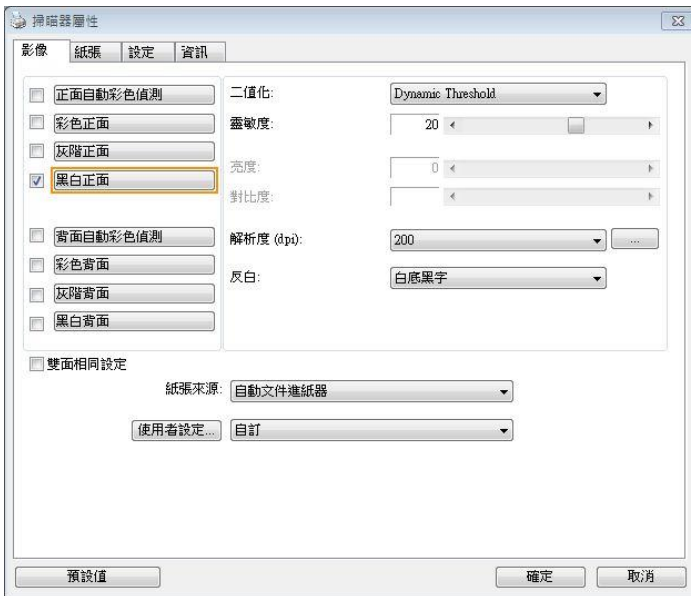 掃瞄器屬性
影像 紙張 設定 資訊
正面自動彩色偵測
彩色正面
灰階正面
黑白正面
背面自動彩色偵測
彩色背面
灰階背面
黑白背面
二值化: Dynamic Threshold
靈敏度: 20
亮度: 0
對比度:
解析度 (dpi): 200 ...
反白: 白底黑字
雙面相同設定
紙張來源: 自動文件進紙器
使用者設定... 自訂
預設值 確定 取消